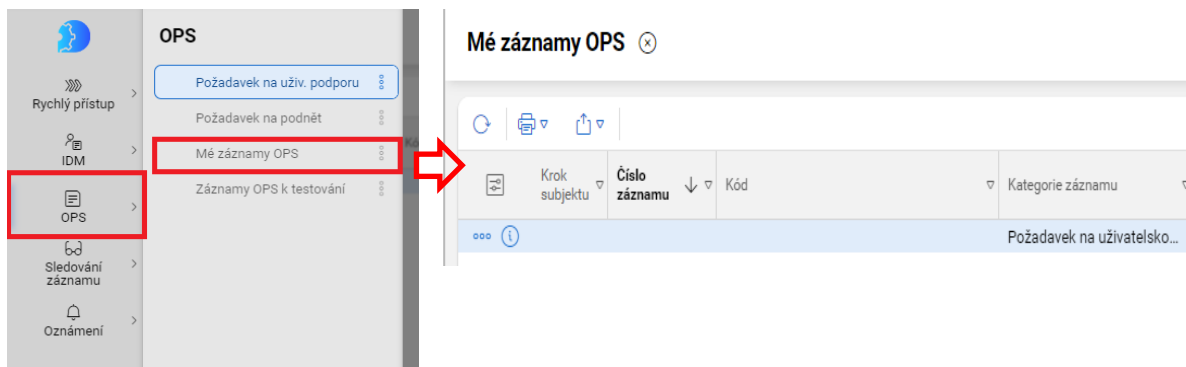 OPS
Rychlý přístup
IDM
OPS
Sledování
záznamu
Oznámení
Požadavek na uživ. podporu
Požadavek na podnět
Mé záznamy OPS
Záznamy OPS k testování
Mé záznamy OPS
Krok
subjektu
Číslo
záznamu
Kód
Kategorie záznamu
Požadavek na uživatelsko...